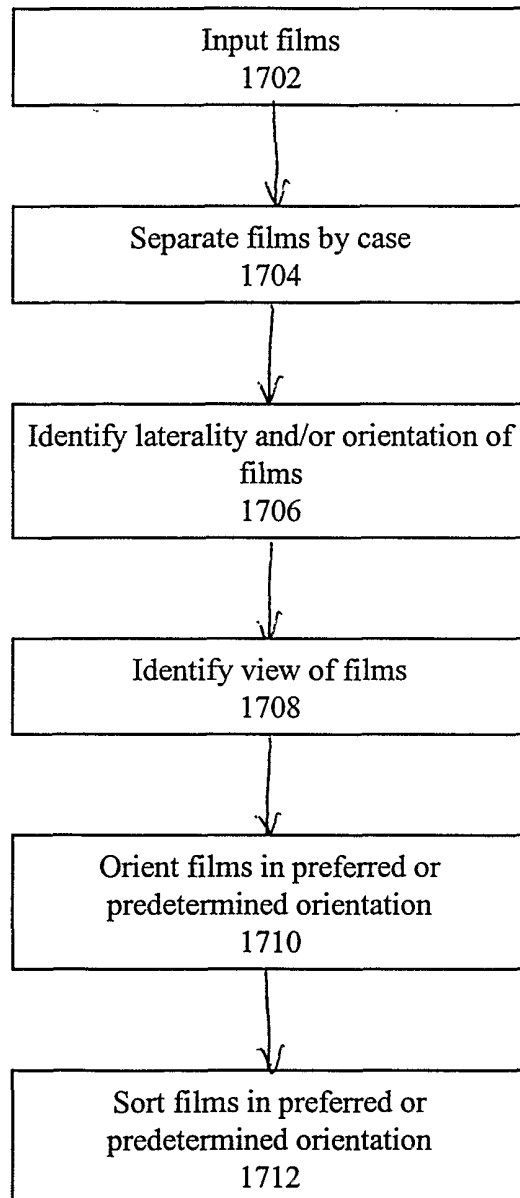 Input films
1702
Separate films by case
1704
Identify laterality and/or orientation of
films
1706
Identify view of films
1708
Orient films in preferred or
predetermined orientation
1710
Sort films in preferred or
predetermined orientation
1712